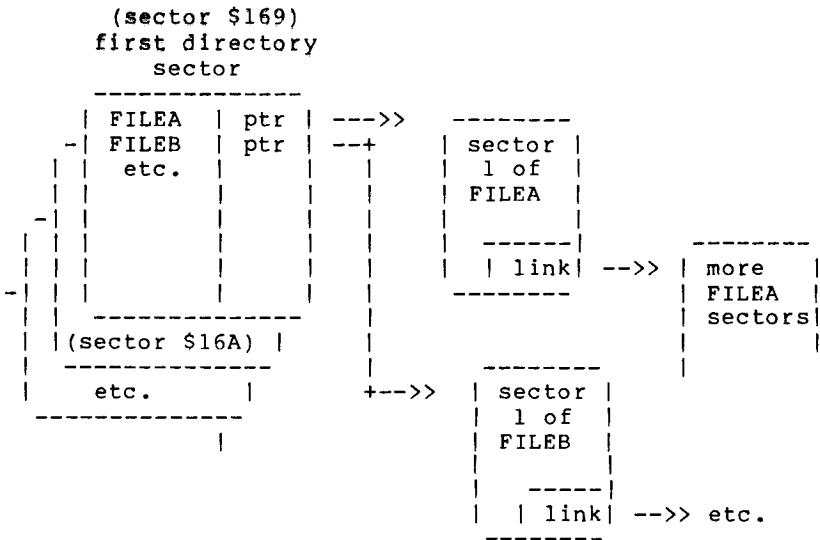 (sector $169)
first directory
sector
--------------
| FILEA | ptr | --->> --------
-| FILEB | ptr | --+ | sector |
| | etc. | | | | 1 of |
| | | | | | FILEA |
-| | | | | | |
| | | | | | | ------|
| | | | | | | | link| -->> | more |
-| | | | | | -------- | FILEA |
| | -------------- | | sectors|
| |(sector $16A) | | | |
| -------------- | -------- |
| etc. | +-->> | sector |
-------------- | 1 of |
| | FILEB |
| |
| -----|
| | link| -->> etc.
--------